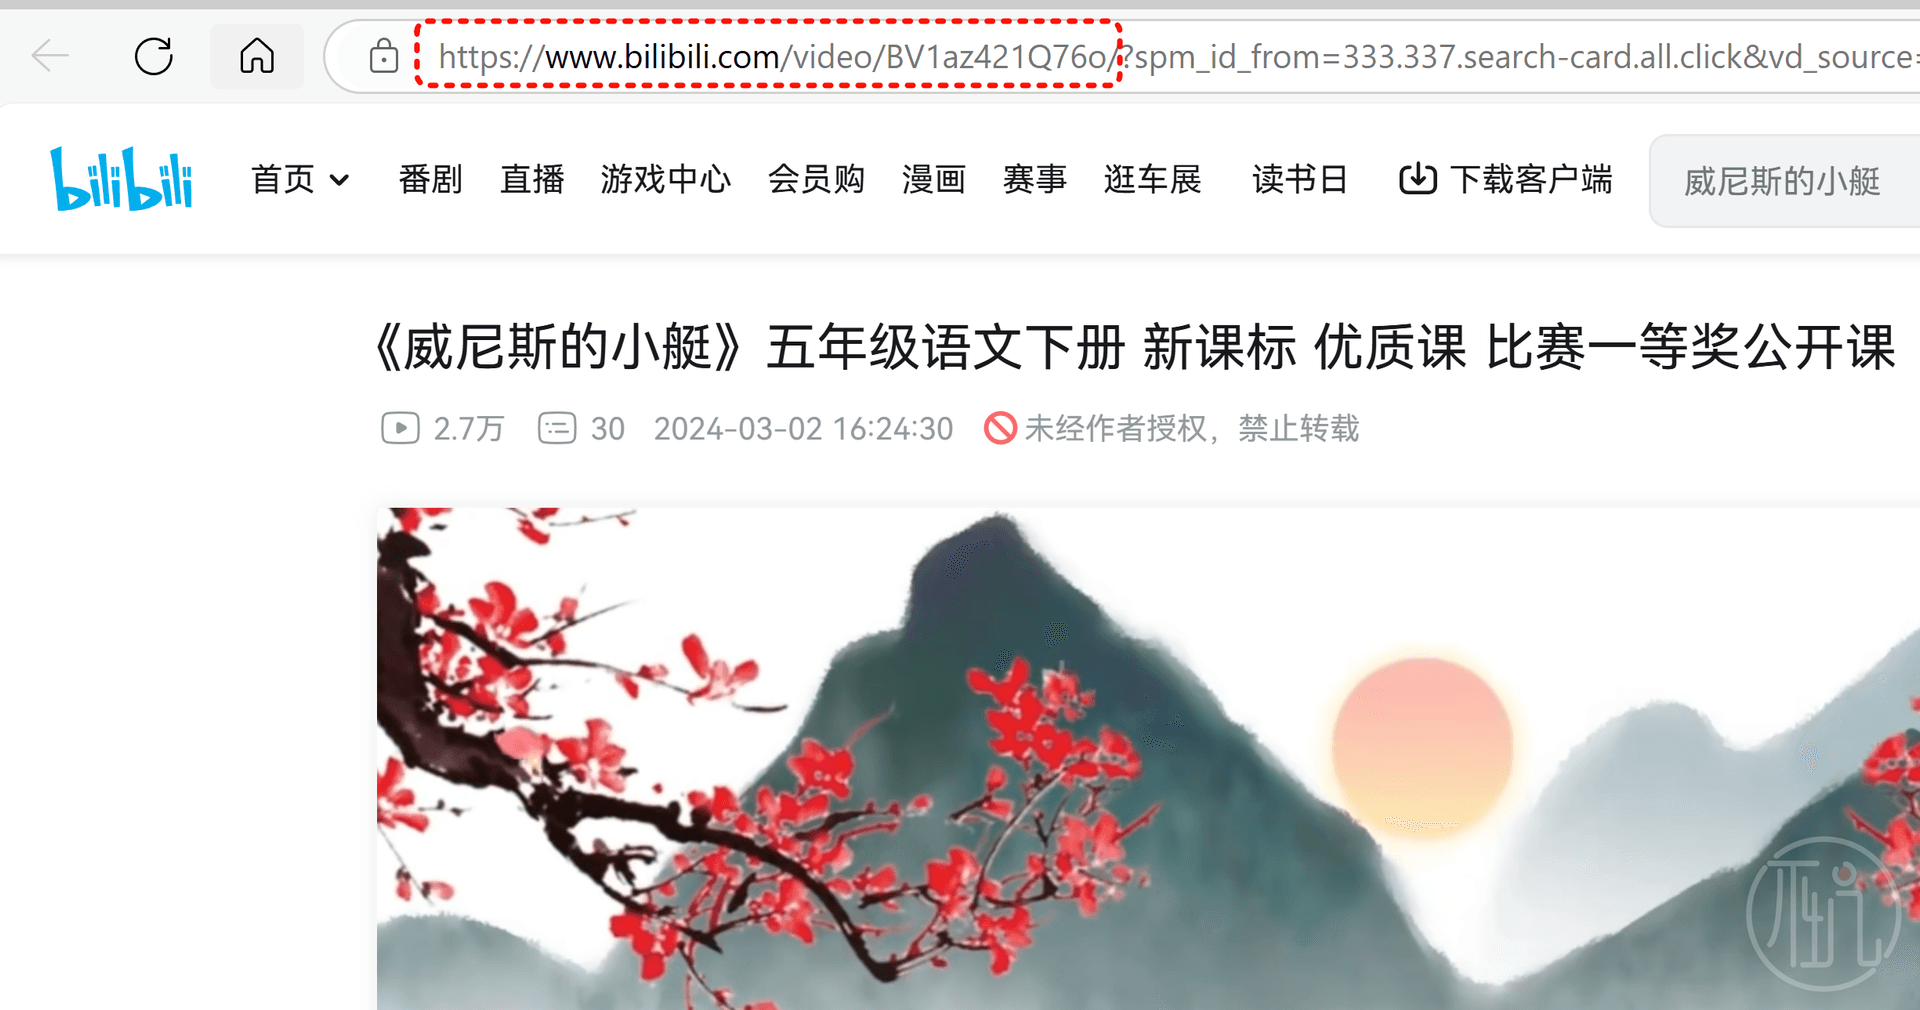 https://www.bilibili.com/video/BV1az421Q76o/?spm_id_from=333.337.search-card.all.click&vd_source=
bilibili 首页 番剧 直播 游戏中心 会员购 漫画 赛事 逛车展 读书日 下载客户端 威尼斯的小艇
《威尼斯的小艇》五年级语文下册 新课标 优质课 比赛一等奖公开课
2.7万 30 2024-03-02 16:24:30 未经作者授权，禁止转载